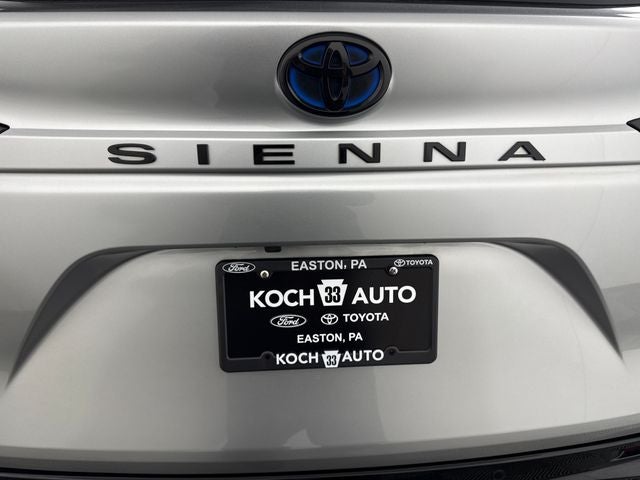 SIENNA
Ford EASTON, PA TOYOTA
KOCH 33 AUTO
Ford TOYOTA
EASTON, PA
KOCH 33 AUTO